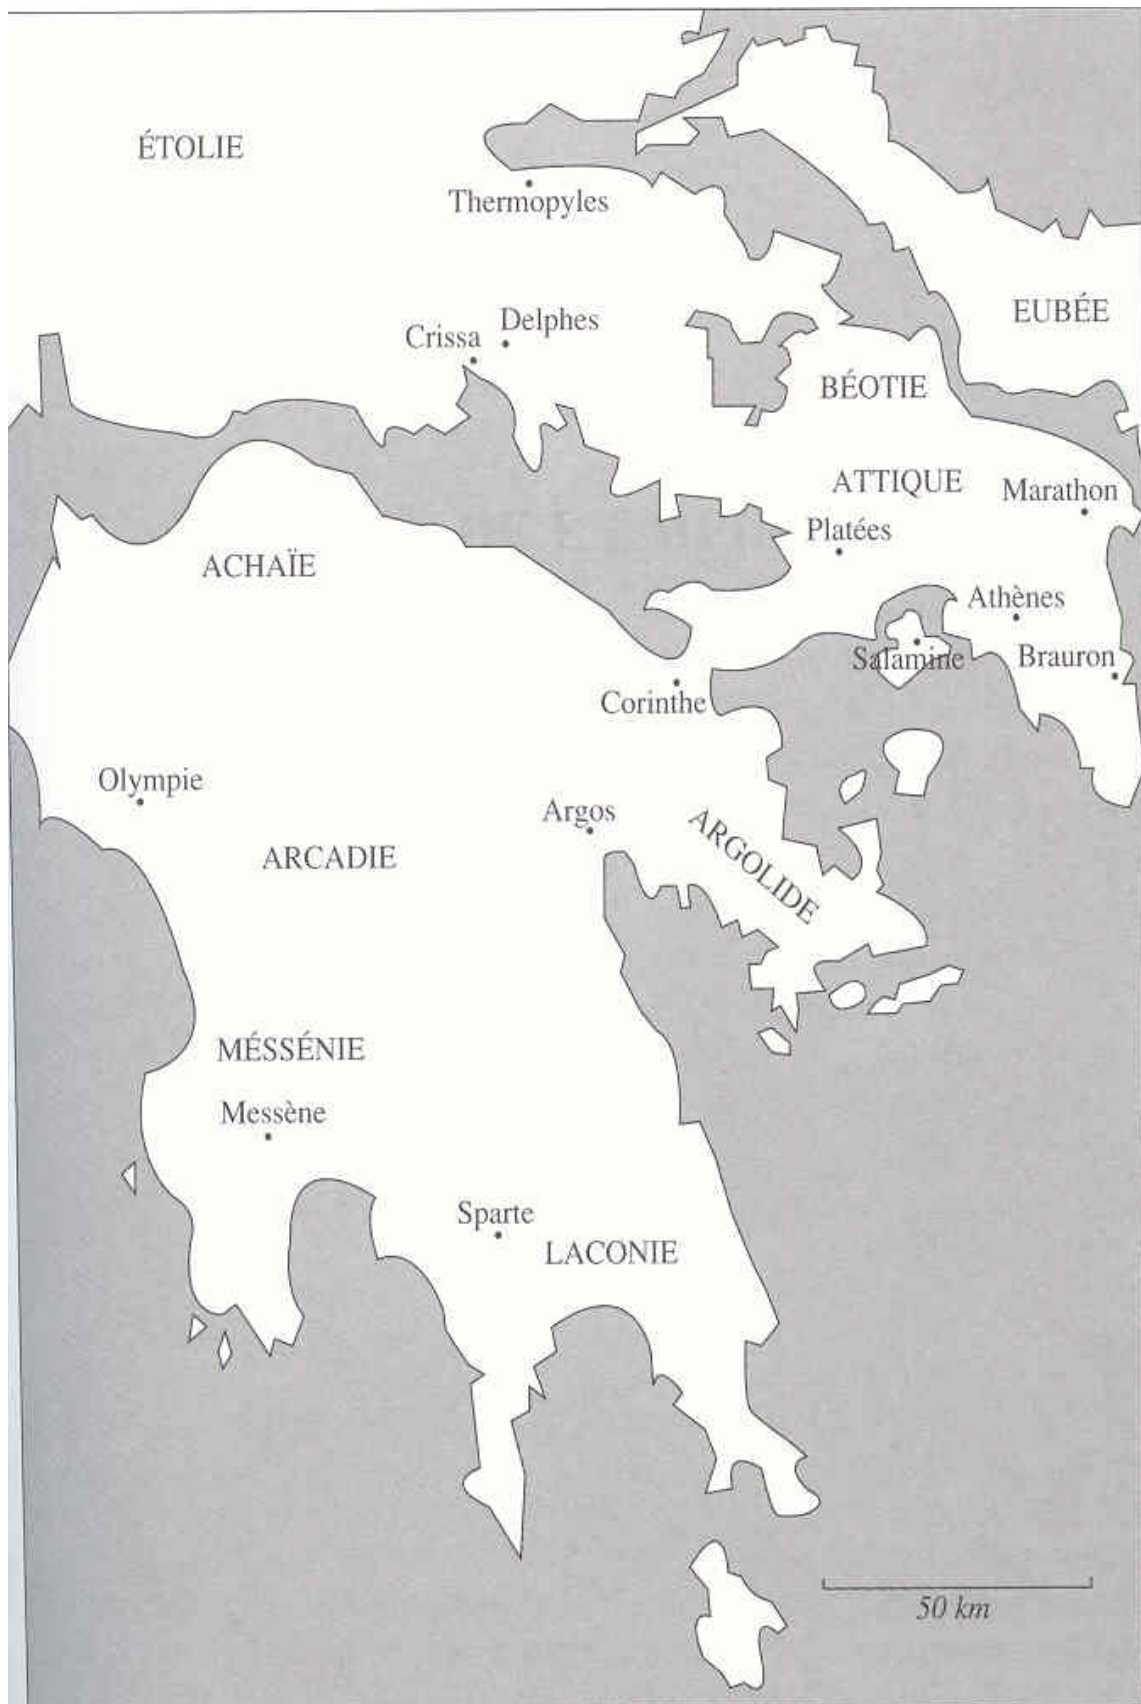 ÉTOLIE
Thermopyles
EUBÉE
Delphes
Crissa
BÉOTIE
ATTIQUE
Marathon
Platées
ACHAÏE
Athènes
Salamine
Brauron
Corinthe
Olympie
Argos
ARGOLIDE
ARCADIE
MÉSSÉNIE
Messène
Sparte
LACONIE
50 km